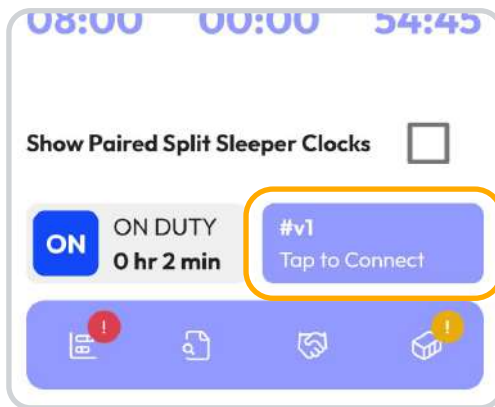 08:00 00:00 54:45
Show Paired Split Sleeper Clocks
ON ON DUTY
0 hr 2 min
#v1
Tap to Connect
!
!